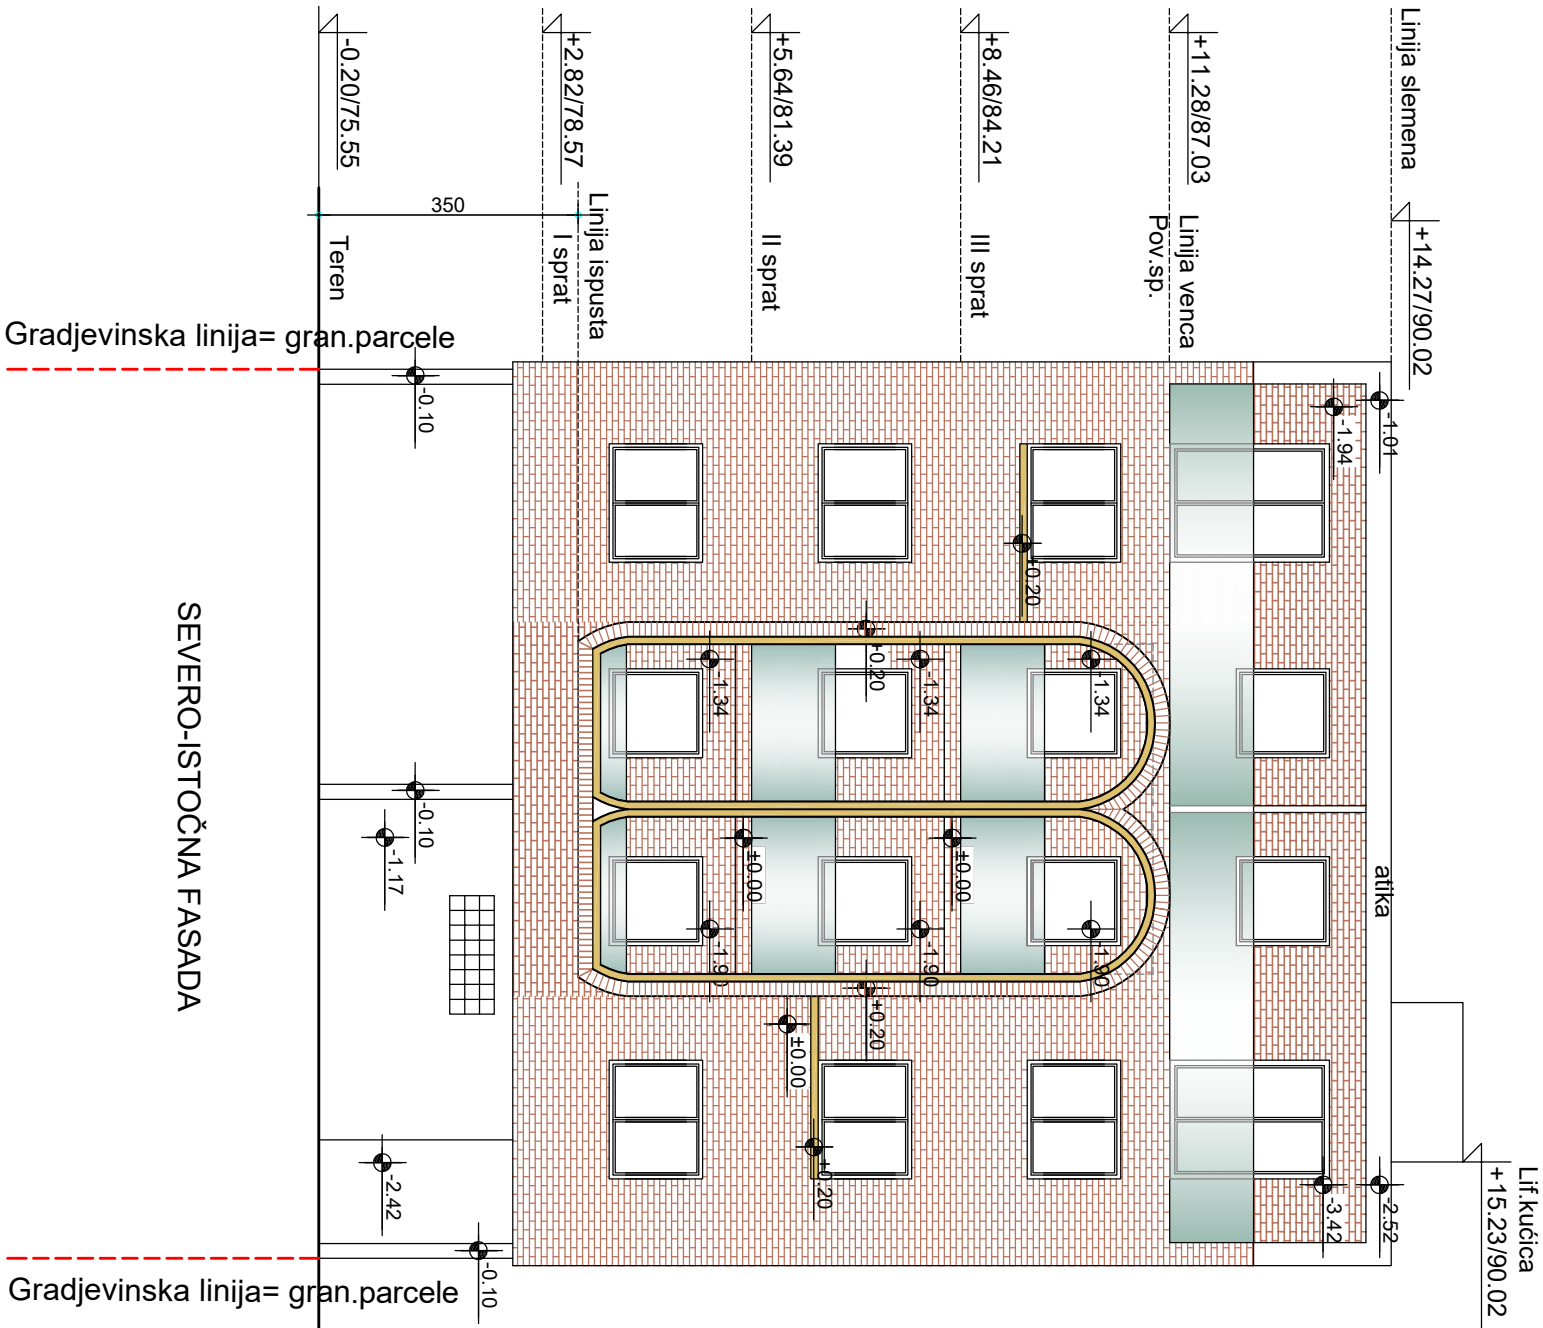 Linija slemena
+14.27/90.02
Lif.kućica
+15.23/90.02
atika
-1.01
-1.94
-2.52
-3.42
+11.28/87.03
Linija venca
Pov.sp.
-1.34
-1.90
+8.46/84.21
III sprat
+0.20
±0.00
-1.34
-1.90
+0.20
+0.20
+5.64/81.39
II sprat
+0.20
±0.00
±0.00
-1.34
-1.90
Linija ispusta
+2.82/78.57
I sprat
350
-0.10
-0.10
-1.17
-2.42
-0.10
-0.20/75.55
Teren
Gradjevinska linija= gran.parcele
Gradjevinska linija= gran.parcele
SEVERO-ISTOČNA FASADA